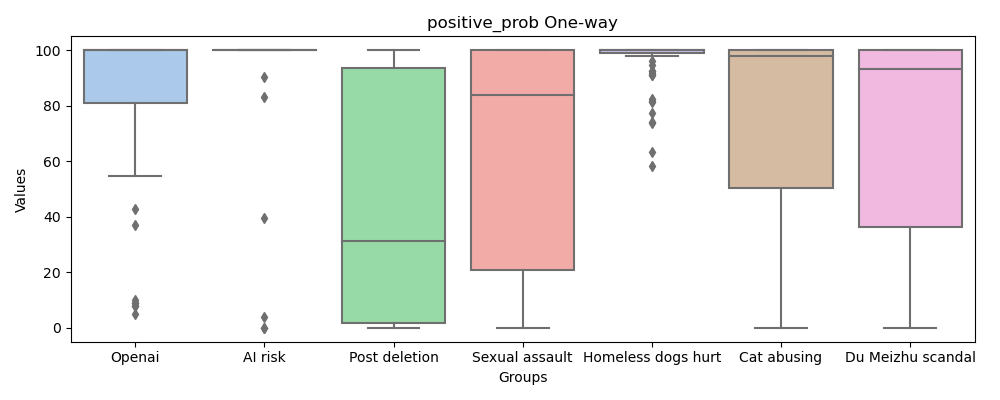 positive_prob One-way
Values
100
80
60
40
20
0
Openai
AI risk
Post deletion
Sexual assault
Homeless dogs hurt
Cat abusing
Du Meizhu scandal
Groups